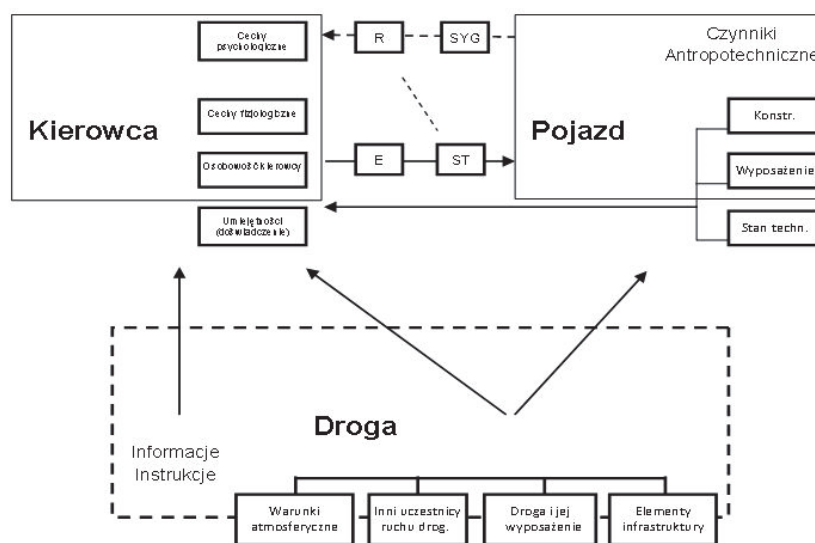 Cechy
psychologiczne
R
SYG
Czynniki
Antropotechniczne
Kierowca
Cechy fizjologiczne
Pojazd
Konstr.
Osobowość kierowcy
E
ST
Wyposażenie
Umiejętności
(doświadczenie)
Stan techn.
Droga
Informacje
Instrukcje
Warunki
atmosferyczne
Inni uczestnicy
ruchu drog.
Droga i jej
wyposażenie
Elementy
infrastruktury